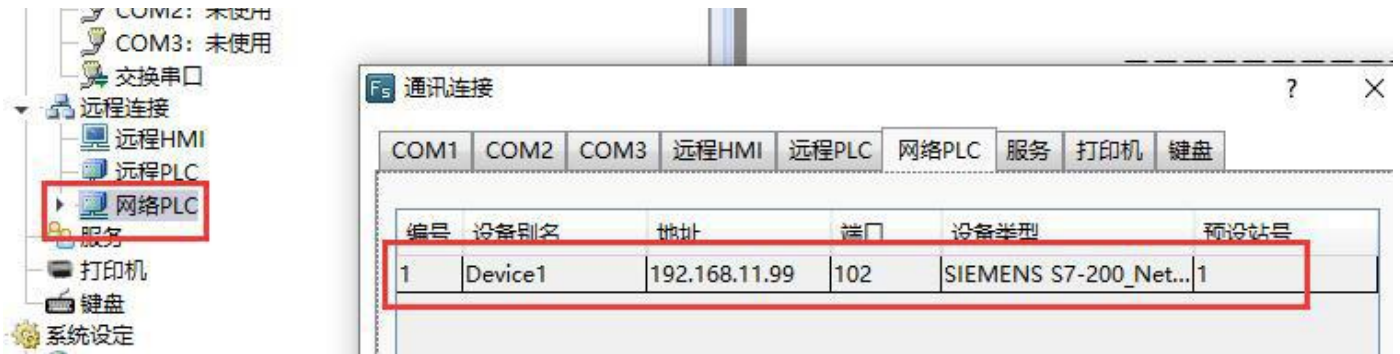 COM2：未使用
COM3：未使用
交换串口
远程连接
远程HMI
远程PLC
网络PLC
服务
打印机
键盘
系统设定
Fs 通讯连接 ? ×
COM1 COM2 COM3 远程HMI 远程PLC 网络PLC 服务 打印机 键盘
编号 设备别名 地址 端口 设备类型 预设站号
1 Device1 192.168.11.99 102 SIEMENS S7-200_Net... 1